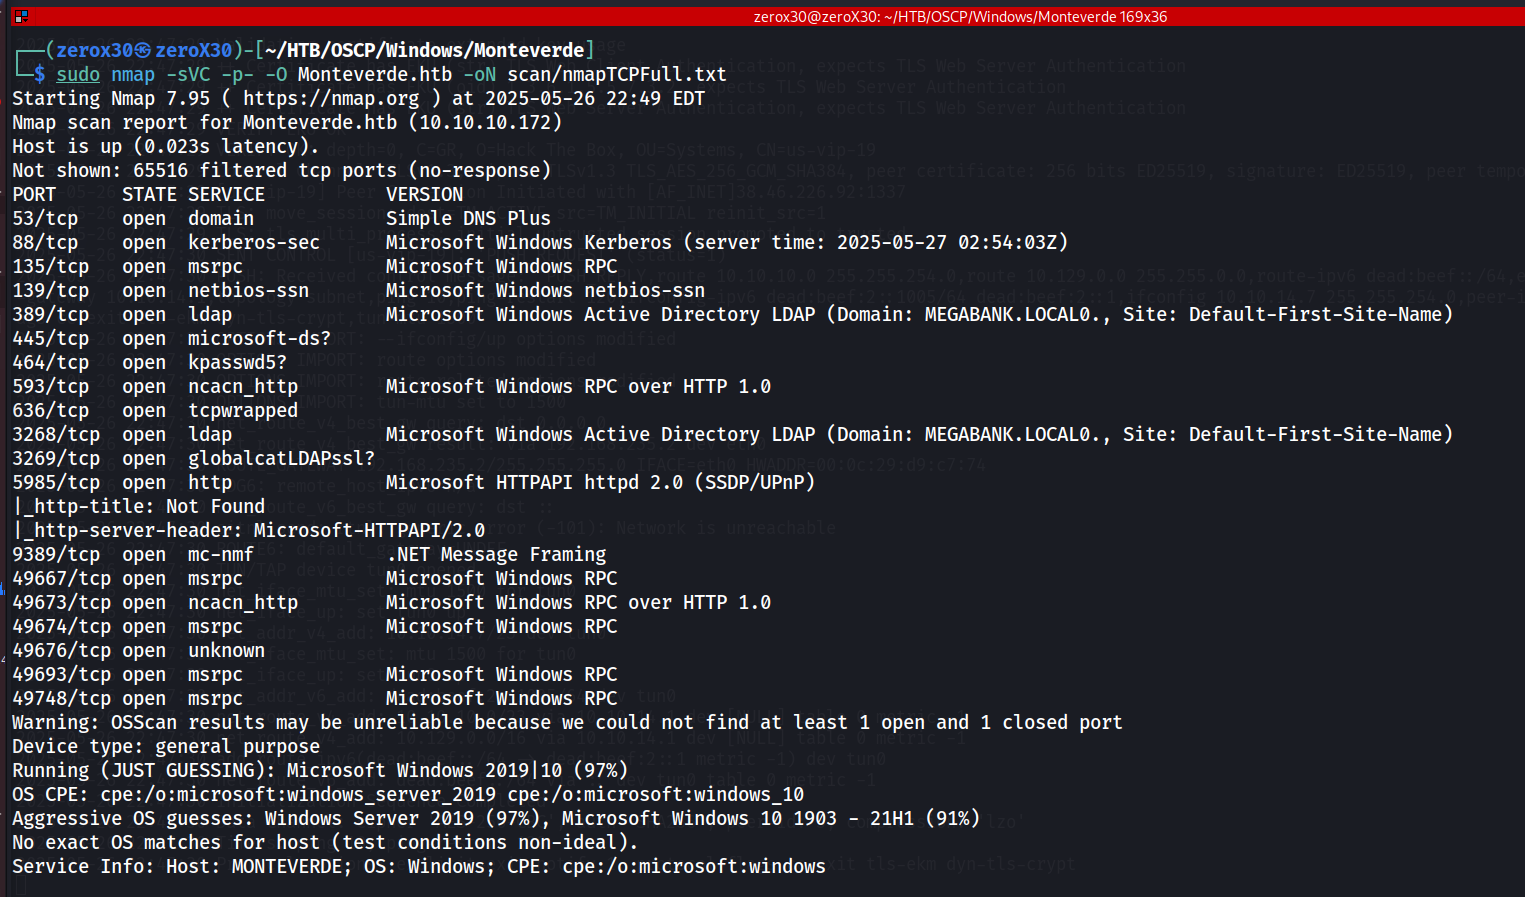 zerox30@zeroX30: ~/HTB/OSCP/Windows/Monteverde 169x36
┌──(zerox30㉿zeroX30)-[~/HTB/OSCP/Windows/Monteverde]
└─$ sudo nmap -sVC -p- -O Monteverde.htb -oN scan/nmapTCPFull.txt
Starting Nmap 7.95 ( https://nmap.org ) at 2025-05-26 22:49 EDT
Nmap scan report for Monteverde.htb (10.10.10.172)
Host is up (0.023s latency).
Not shown: 65516 filtered tcp ports (no-response)
PORT      STATE SERVICE           VERSION
53/tcp    open  domain            Simple DNS Plus
88/tcp    open  kerberos-sec      Microsoft Windows Kerberos (server time: 2025-05-27 02:54:03Z)
135/tcp   open  msrpc             Microsoft Windows RPC
139/tcp   open  netbios-ssn       Microsoft Windows netbios-ssn
389/tcp   open  ldap              Microsoft Windows Active Directory LDAP (Domain: MEGABANK.LOCAL0., Site: Default-First-Site-Name)
445/tcp   open  microsoft-ds?
464/tcp   open  kpasswd5?
593/tcp   open  ncacn_http        Microsoft Windows RPC over HTTP 1.0
636/tcp   open  tcpwrapped
3268/tcp  open  ldap              Microsoft Windows Active Directory LDAP (Domain: MEGABANK.LOCAL0., Site: Default-First-Site-Name)
3269/tcp  open  globalcatLDAPssl?
5985/tcp  open  http              Microsoft HTTPAPI httpd 2.0 (SSDP/UPnP)
|_http-title: Not Found
|_http-server-header: Microsoft-HTTPAPI/2.0
9389/tcp  open  mc-nmf            .NET Message Framing
49667/tcp open  msrpc             Microsoft Windows RPC
49673/tcp open  ncacn_http        Microsoft Windows RPC over HTTP 1.0
49674/tcp open  msrpc             Microsoft Windows RPC
49676/tcp open  unknown
49693/tcp open  msrpc             Microsoft Windows RPC
49748/tcp open  msrpc             Microsoft Windows RPC
Warning: OSScan results may be unreliable because we could not find at least 1 open and 1 closed port
Device type: general purpose
Running (JUST GUESSING): Microsoft Windows 2019|10 (97%)
OS CPE: cpe:/o:microsoft:windows_server_2019 cpe:/o:microsoft:windows_10
Aggressive OS guesses: Windows Server 2019 (97%), Microsoft Windows 10 1903 - 21H1 (91%)
No exact OS matches for host (test conditions non-ideal).
Service Info: Host: MONTEVERDE; OS: Windows; CPE: cpe:/o:microsoft:windows